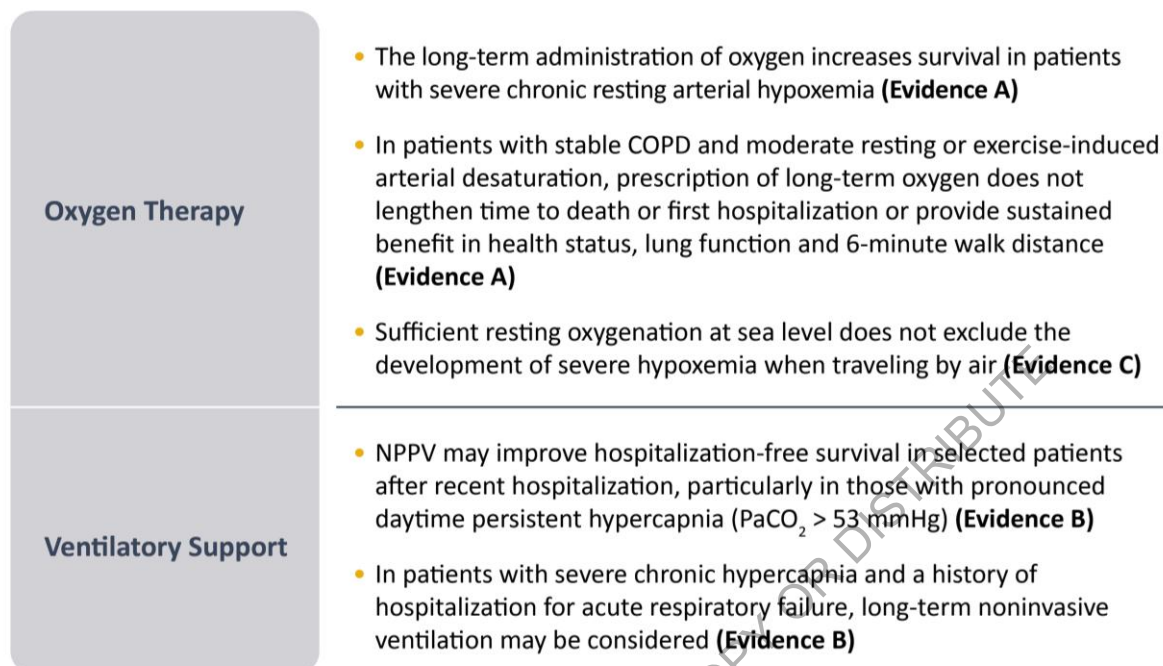 Oxygen Therapy
• The long-term administration of oxygen increases survival in patients
with severe chronic resting arterial hypoxemia (Evidence A)
• In patients with stable COPD and moderate resting or exercise-induced
arterial desaturation, prescription of long-term oxygen does not
lengthen time to death or first hospitalization or provide sustained
benefit in health status, lung function and 6-minute walk distance
(Evidence A)
• Sufficient resting oxygenation at sea level does not exclude the
development of severe hypoxemia when traveling by air (Evidence C)
Ventilatory Support
• NPPV may improve hospitalization-free survival in selected patients
after recent hospitalization, particularly in those with pronounced
daytime persistent hypercapnia (PaCO₂ > 53 mmHg) (Evidence B)
• In patients with severe chronic hypercapnia and a history of
hospitalization for acute respiratory failure, long-term noninvasive
ventilation may be considered (Evidence B)
OR DISTRIBUTE